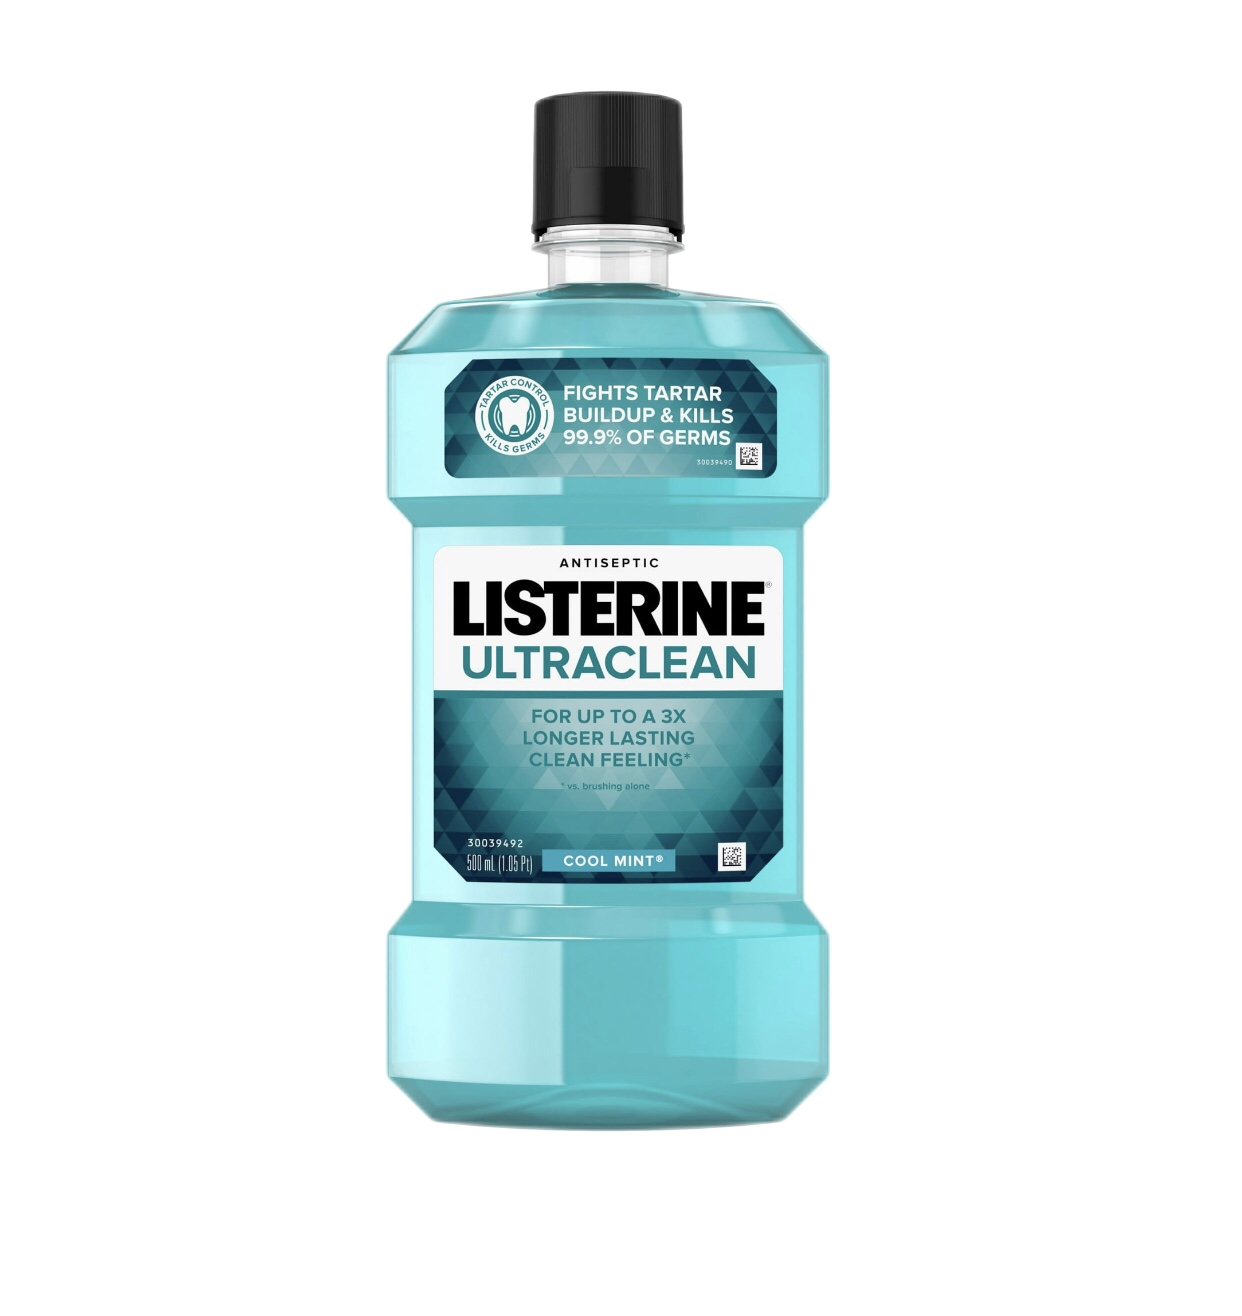 TARTAR CONTROL
KILLS GERMS
FIGHTS TARTAR
BUILDUP & KILLS
99.9% OF GERMS
30039490
ANTISEPTIC
LISTERINE®
ULTRACLEAN
FOR UP TO A 3X
LONGER LASTING
CLEAN FEELING*
* vs. brushing alone
30039492
500 mL (1.05 Pt)
COOL MINT®